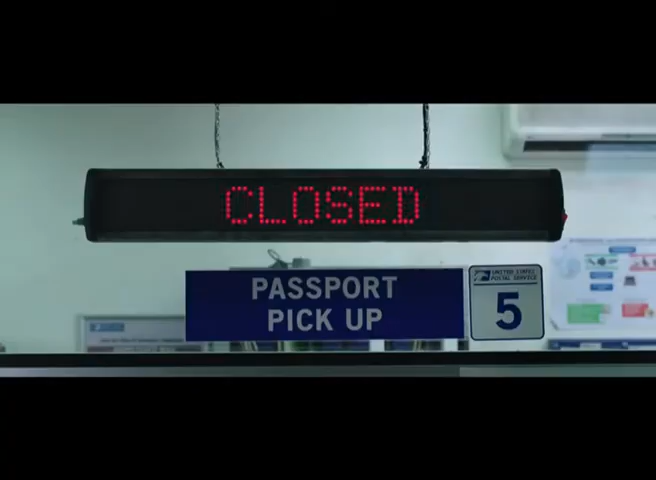 CLOSED
PASSPORT
PICK UP
UNITED STATES
POSTAL SERVICE
5